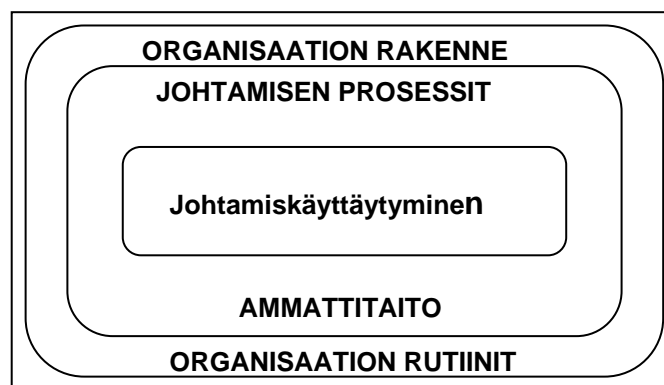 ORGANISAATION RAKENNE
JOHTAMISEN PROSESSIT
Johtamiskäyttäytyminen
AMMATTITAITO
ORGANISAATION RUTIINIT